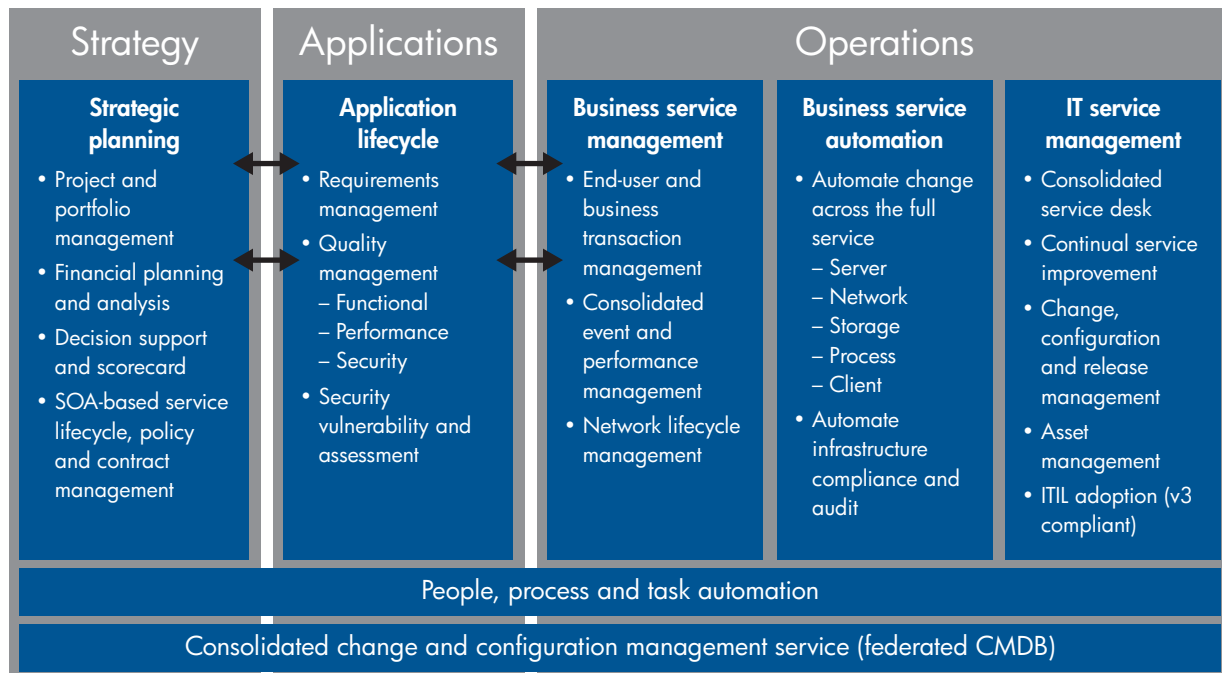 Strategy
Strategic
planning
• Project and
portfolio
management
• Financial planning
and analysis
• Decision support
and scorecard
• SOA-based service
lifecycle, policy
and contract
management
Applications
Application
lifecycle
• Requirements
management
• Quality
management
– Functional
– Performance
– Security
• Security
vulnerability and
assessment
Operations
Business service
management
• End-user and
business
transaction
management
• Consolidated
event and
performance
management
• Network lifecycle
management
Business service
automation
• Automate change
across the full
service
– Server
– Network
– Storage
– Process
– Client
• Automate
infrastructure
compliance and
audit
IT service
management
• Consolidated
service desk
• Continual service
improvement
• Change,
configuration
and release
management
• Asset
management
• ITIL adoption (v3
compliant)
People, process and task automation
Consolidated change and configuration management service (federated CMDB)